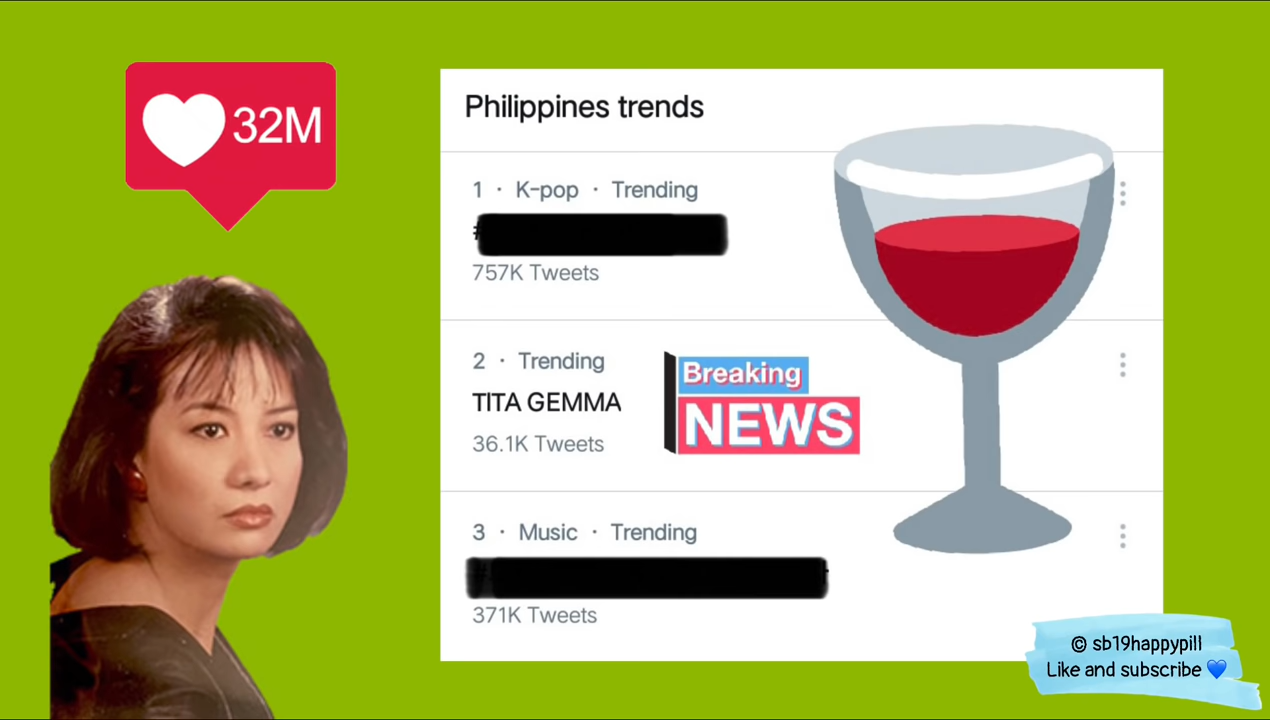 32M
Philippines trends
1 · K-pop · Trending
#
757K Tweets
2 · Trending
TITA GEMMA
36.1K Tweets
Breaking
NEWS
3 · Music · Trending
371K Tweets
© sb19happypill
Like and subscribe 💙